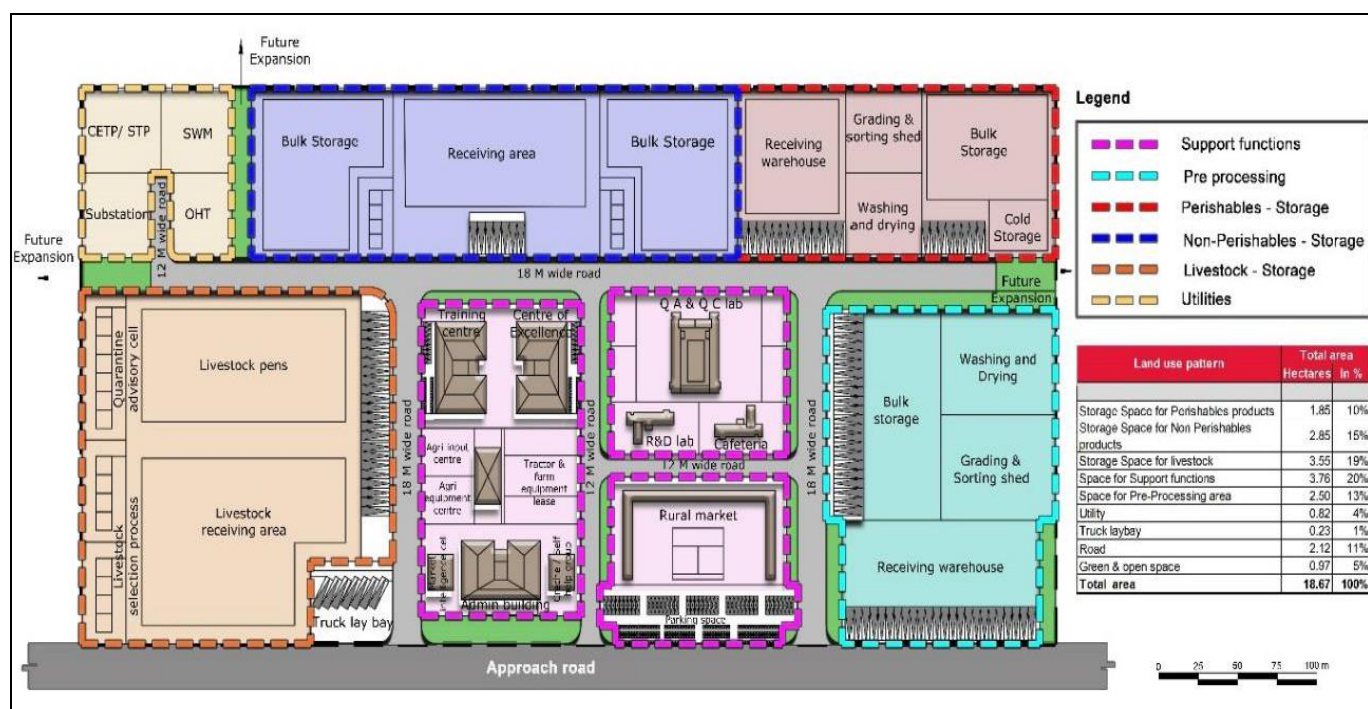 Future
Expansion
CETP/ STP
SWM
Substation
OHT
12 M wide road
Future
Expansion
Bulk Storage
Receiving area
Bulk Storage
Receiving
warehouse
Grading &
sorting shed
Washing
and drying
Bulk
Storage
Cold
Storage
18 M wide road
Future
Expansion
Quarantine
advisory cell
Livestock pens
Livestock
selection process
Livestock
receiving area
Truck lay bay
18 M wide road
Training
centre
Centre of
Excellence
Agri input
centre
Agri
equipment
centre
Tractor &
farm
equipment
lease
Market
intelligence cell
Admin building
Creche / Self
help group
12 M wide road
Q A & Q C lab
R&D lab
Cafeteria
12 M wide road
Rural market
Parking space
18 M wide road
Bulk
storage
Washing and
Drying
Grading &
Sorting shed
Receiving warehouse
Approach road
Legend
Support functions
Pre processing
Perishables - Storage
Non-Perishables - Storage
Livestock - Storage
Utilities
Land use pattern Total area
Hectares In %
Storage Space for Perishables products 1.85 10%
Storage Space for Non Perishables
products 2.85 15%
Storage Space for livestock 3.55 19%
Space for Support functions 3.76 20%
Space for Pre-Processing area 2.50 13%
Utility 0.82 4%
Truck laybay 0.23 1%
Road 2.12 11%
Green & open space 0.97 5%
Total area 18.67 100%
0 25 50 75 100 m